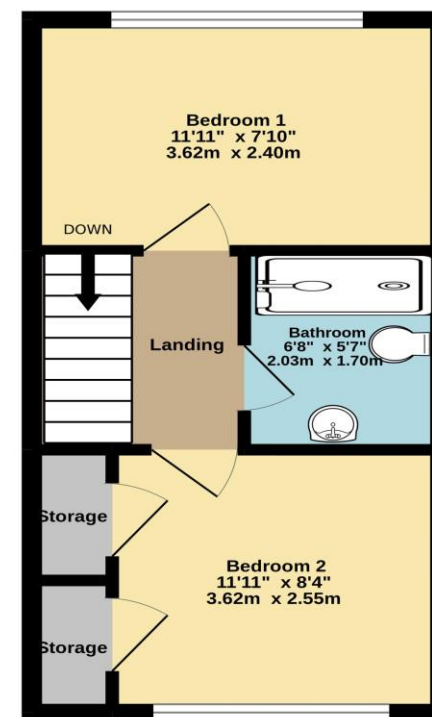 Bedroom 1
11'11" x 7'10"
3.62m x 2.40m
DOWN
Landing
Bathroom
6'8" x 5'7"
2.03m x 1.70m
Storage
Bedroom 2
11'11" x 8'4"
3.62m x 2.55m
Storage